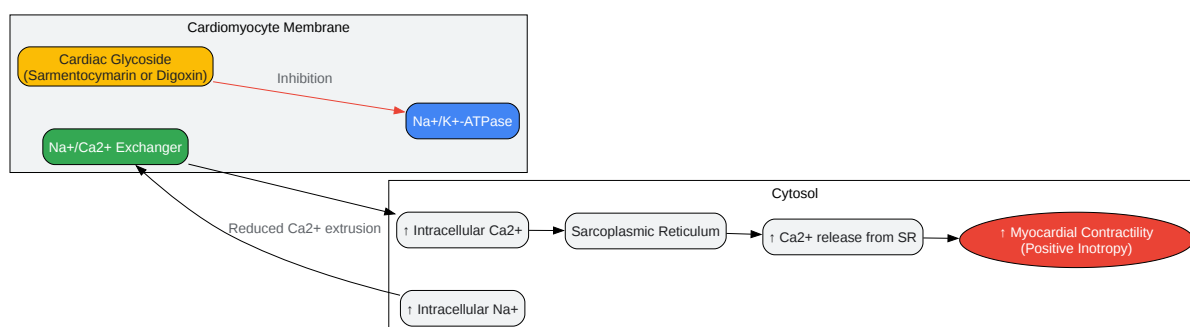 Cardiomyocyte Membrane
Cardiac Glycoside
(Sarmentocymarin or Digoxin)
Inhibition
Na+/K+-ATPase
Na+/Ca2+ Exchanger
Cytosol
Reduced Ca2+ extrusion
↑ Intracellular Ca2+
Sarcoplasmic Reticulum
↑ Ca2+ release from SR
↑ Myocardial Contractility
(Positive Inotropy)
↑ Intracellular Na+